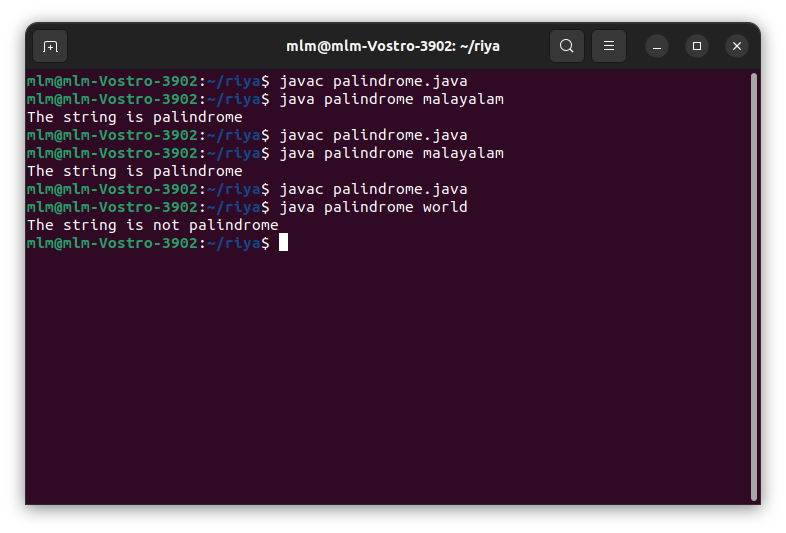 mlm@mlm-Vostro-3902: ~/riya
mlm@mlm-Vostro-3902:~/riya$ javac palindrome.java
mlm@mlm-Vostro-3902:~/riya$ java palindrome malayalam
The string is palindrome
mlm@mlm-Vostro-3902:~/riya$ javac palindrome.java
mlm@mlm-Vostro-3902:~/riya$ java palindrome malayalam
The string is palindrome
mlm@mlm-Vostro-3902:~/riya$ javac palindrome.java
mlm@mlm-Vostro-3902:~/riya$ java palindrome world
The string is not palindrome
mlm@mlm-Vostro-3902:~/riya$